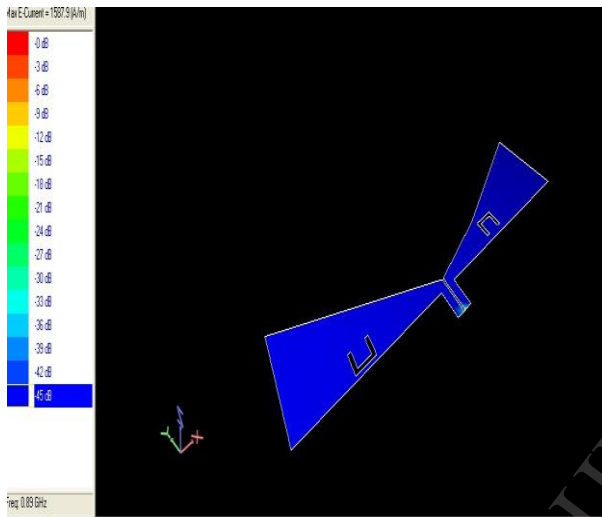 Max E-Current = 1587.9 (A/m)
-0 dB
-3 dB
-6 dB
-9 dB
-12 dB
-15 dB
-18 dB
-21 dB
-24 dB
-27 dB
-30 dB
-33 dB
-36 dB
-39 dB
-42 dB
-45 dB
Z
Y
X
Freq: 0.89 GHz